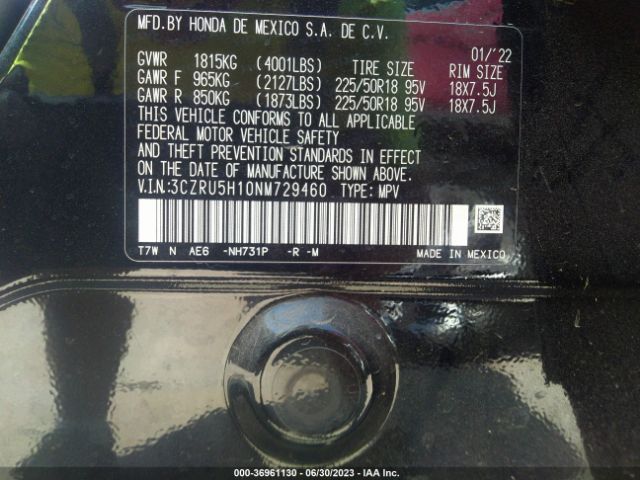 MFD.BY HONDA DE MEXICO S.A. DE C.V.
01/'22
GVWR 1815KG (4001LBS) TIRE SIZE RIM SIZE
GAWR F 965KG (2127LBS) 225/50R18 95V 18X7.5J
GAWR R 850KG (1873LBS) 225/50R18 95V 18X7.5J
THIS VEHICLE CONFORMS TO ALL APPLICABLE
FEDERAL MOTOR VEHICLE SAFETY
AND THEFT PREVENTION STANDARDS IN EFFECT
ON THE DATE OF MANUFACTURE SHOWN ABOVE.
V.I.N:3CZRU5H10NM729460 TYPE: MPV
T7W N AE6 -NH731P -R -M MADE IN MEXICO
000-36961130 - 06/30/2023 - IAA Inc.